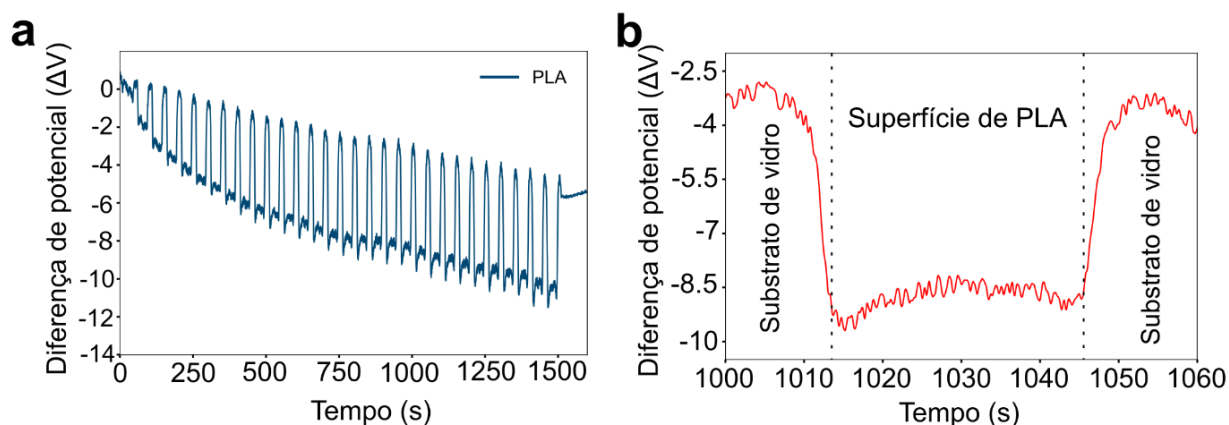 a
Diferença de potencial (ΔV)
0
-2
-4
-6
-8
-10
-12
-14
PLA
0 250 500 750 1000 1250 1500
Tempo (s)
b
Diferença de potencial (ΔV)
-2.5
-4
-5.5
-7
-8.5
-10
Substrato de vidro
Superfície de PLA
Substrato de vidro
1000 1010 1020 1030 1040 1050 1060
Tempo (s)